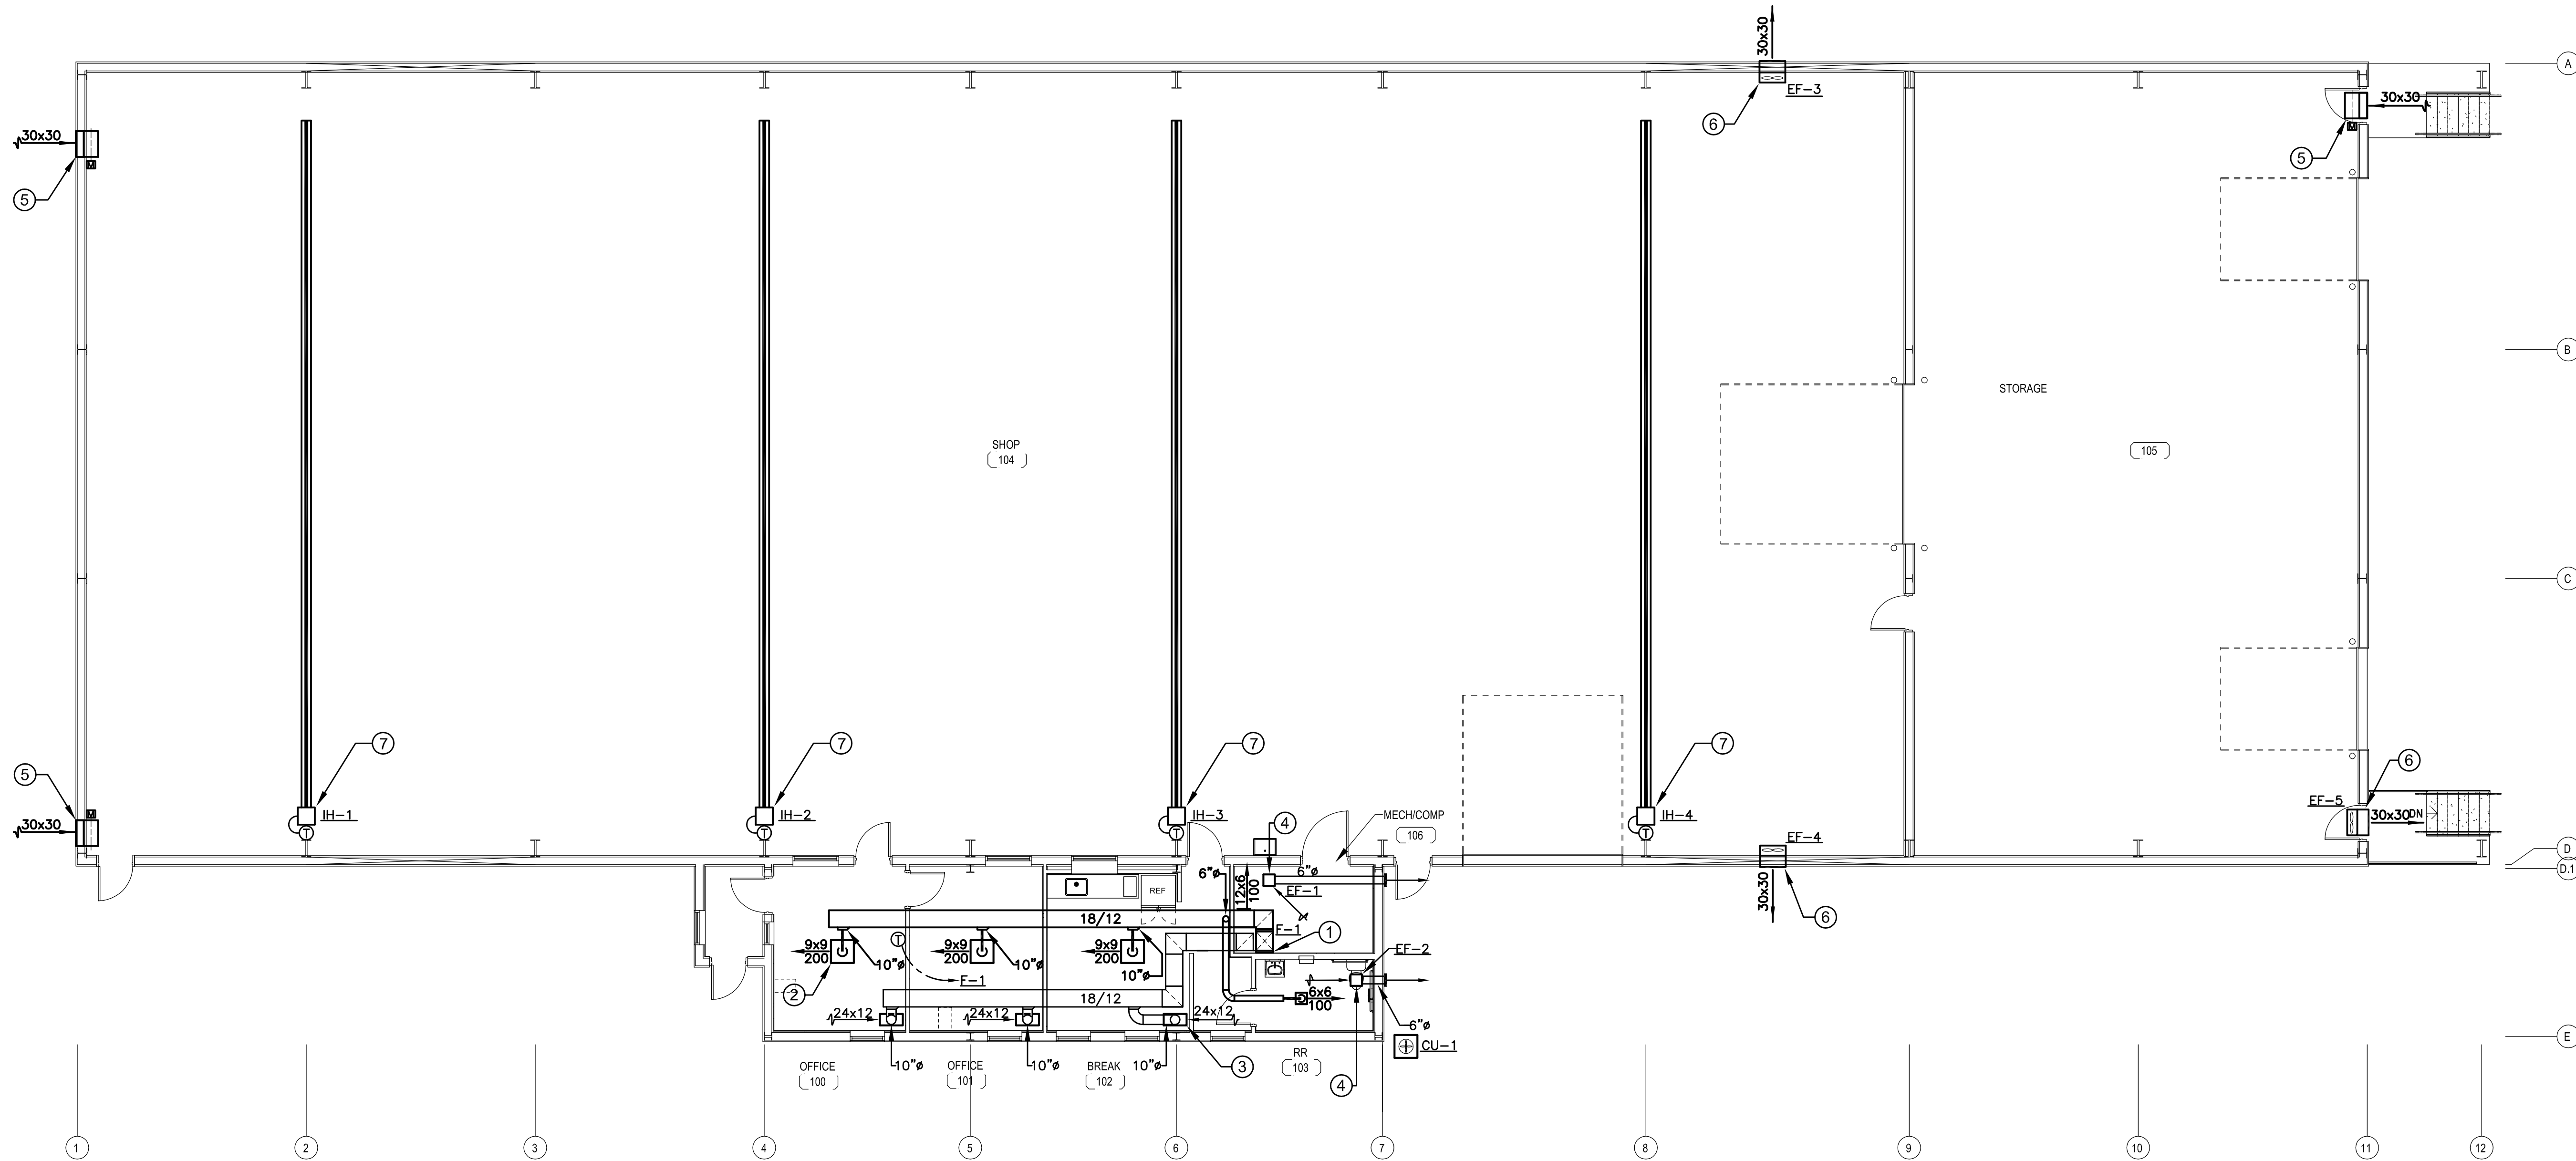 30x30
A
EF-3
6
30x30
30x30
5
5
B
STORAGE
SHOP
104
105
C
7
7
7
7
6
5
30x30
IH-1
T
IH-2
T
IH-3
T
IH-4
T
EF-5
30x30
DN
4
MECH/COMP
106
EF-4
D
D.1
6"ø
12x6
100
6"ø
EF-1
REF
30x30
6
18/12
F-1
1
T
9x9
200
10"ø
9x9
200
10"ø
9x9
200
10"ø
EF-2
2
F-1
18/12
6x6
100
24x12
24x12
24x12
6"ø
CU-1
E
10"ø
10"ø
10"ø
3
4
OFFICE
100
OFFICE
101
BREAK
102
RR
103
1
2
3
4
5
6
7
8
9
10
11
12